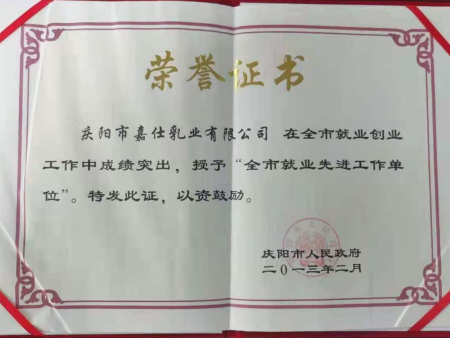 荣誉证书
庆阳市嘉仕乳业有限公司 在全市就业创业
工作中成绩突出，授予“全市就业先进工作单
位”。特发此证，以资鼓励。
庆阳市人民政府
二〇一三年二月